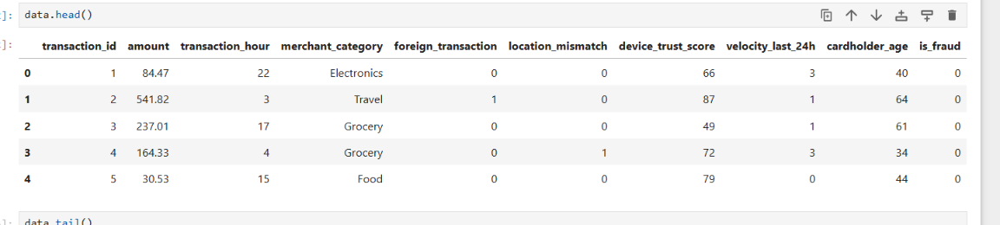 ]: data.head()
]:
transaction_id amount transaction_hour merchant_category foreign_transaction location_mismatch device_trust_score velocity_last_24h cardholder_age is_fraud
0 1 84.47 22 Electronics 0 0 66 3 40 0
1 2 541.82 3 Travel 1 0 87 1 64 0
2 3 237.01 17 Grocery 0 0 49 1 61 0
3 4 164.33 4 Grocery 0 1 72 3 34 0
4 5 30.53 15 Food 0 0 79 0 44 0
]: data.tail()